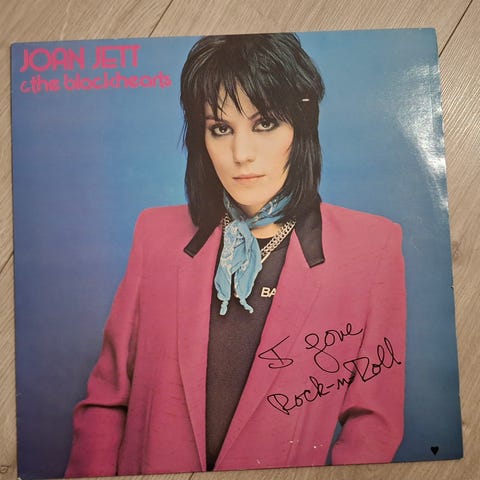 JOAN JETT
& the blackhearts
BA
I Love
Rock-n Roll